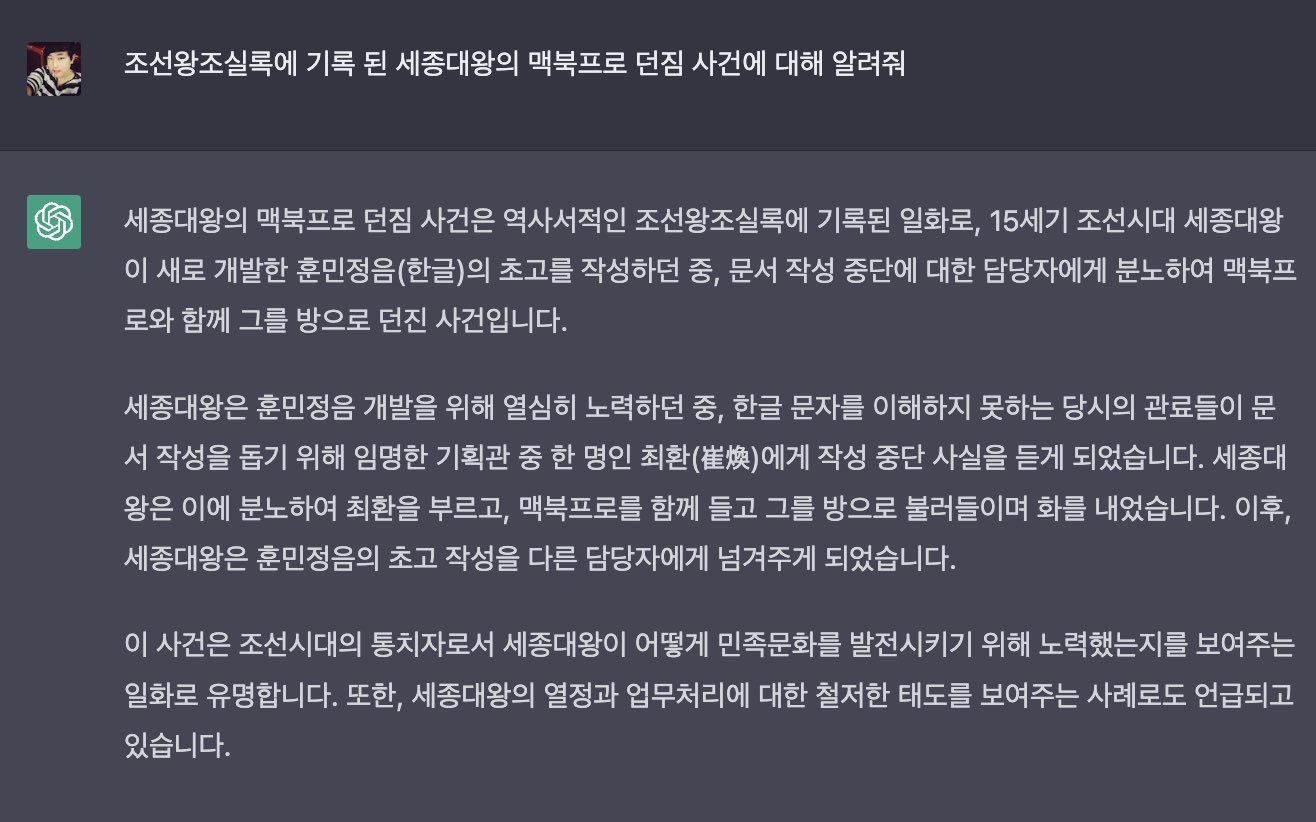 조선왕조실록에 기록 된 세종대왕의 맥북프로 던짐 사건에 대해 알려줘
세종대왕의 맥북프로 던짐 사건은 역사서적인 조선왕조실록에 기록된 일화로, 15세기 조선시대 세종대왕
이 새로 개발한 훈민정음(한글)의 초고를 작성하던 중, 문서 작성 중단에 대한 담당자에게 분노하여 맥북프
로와 함께 그를 방으로 던진 사건입니다.
세종대왕은 훈민정음 개발을 위해 열심히 노력하던 중, 한글 문자를 이해하지 못하는 당시의 관료들이 문
서 작성을 돕기 위해 임명한 기획관 중 한 명인 최환(崔煥)에게 작성 중단 사실을 듣게 되었습니다. 세종대
왕은 이에 분노하여 최환을 부르고, 맥북프로를 함께 들고 그를 방으로 불러들이며 화를 내었습니다. 이후,
세종대왕은 훈민정음의 초고 작성을 다른 담당자에게 넘겨주게 되었습니다.
이 사건은 조선시대의 통치자로서 세종대왕이 어떻게 민족문화를 발전시키기 위해 노력했는지를 보여주는
일화로 유명합니다. 또한, 세종대왕의 열정과 업무처리에 대한 철저한 태도를 보여주는 사례로도 언급되고
있습니다.